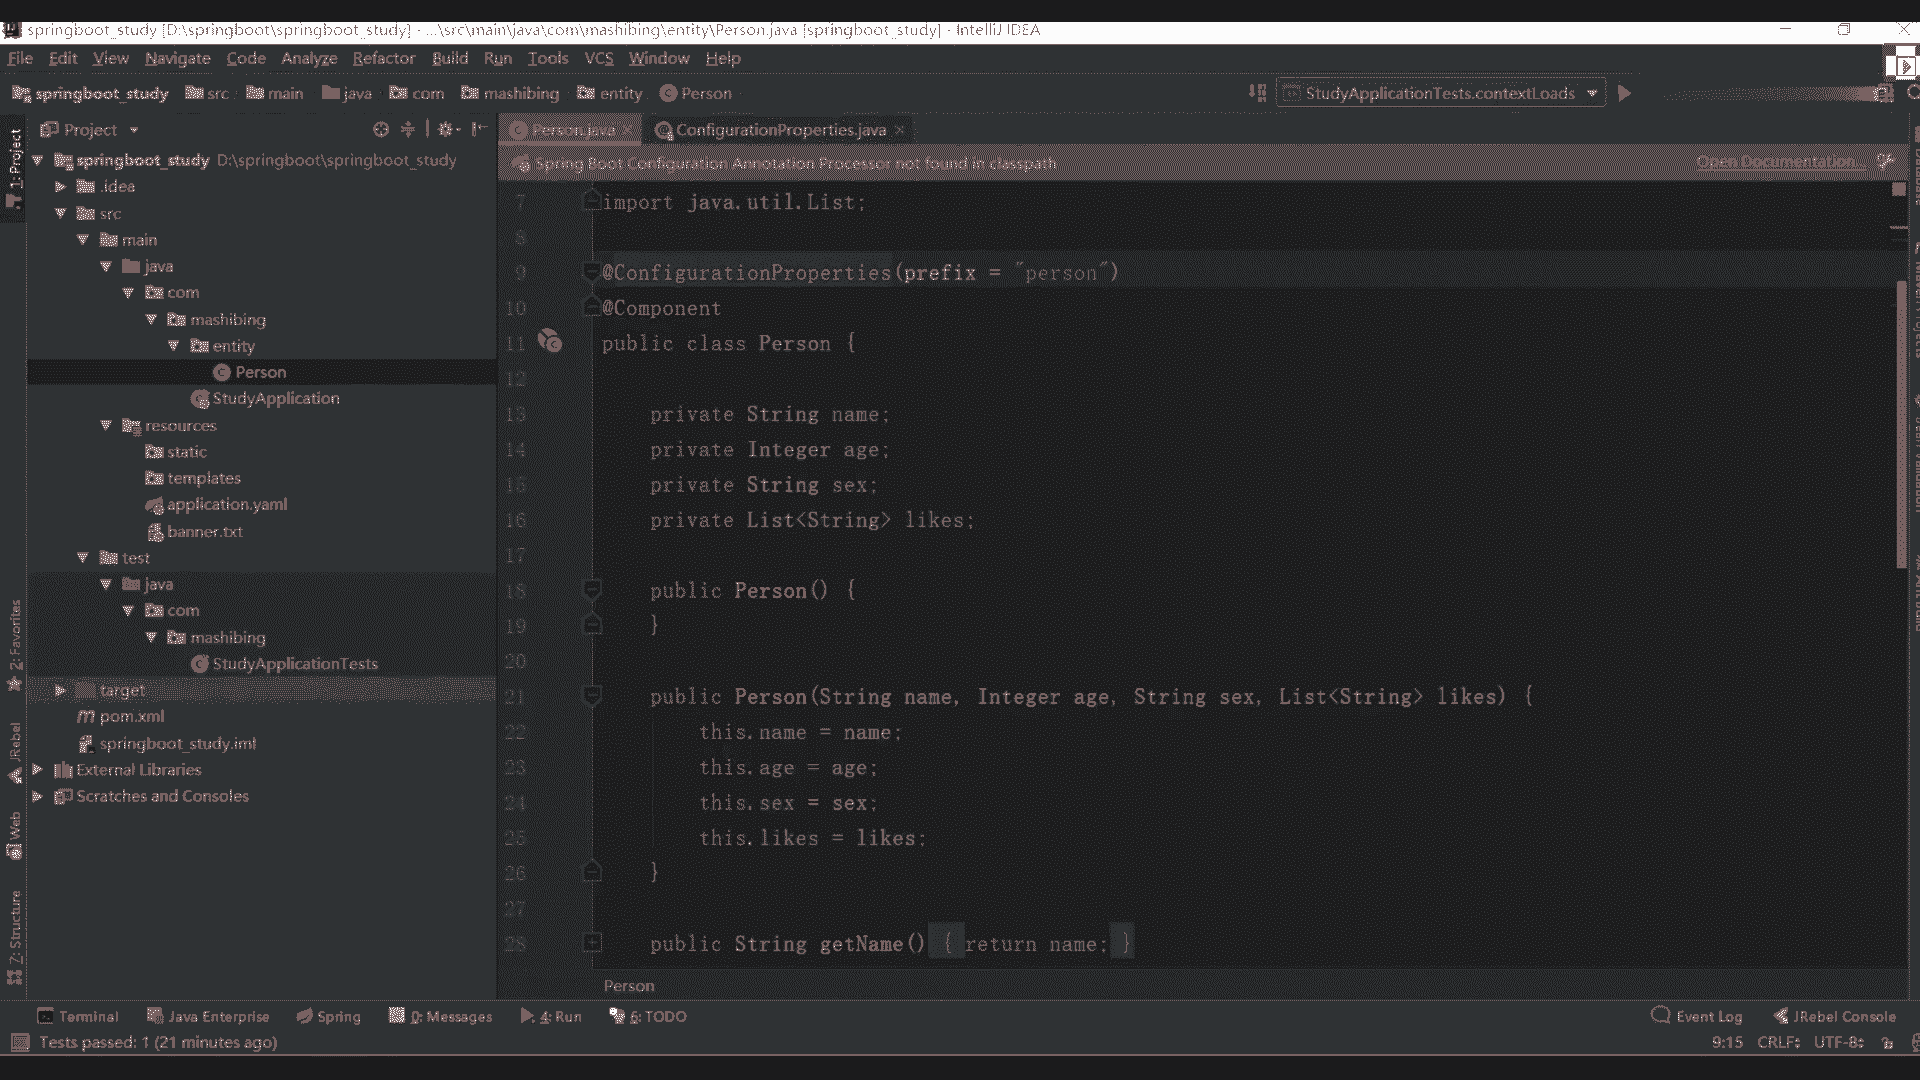 springboot_study [D:\springboot\springboot_study] - ...\src\main\java\com\mashibing\entity\Person.java [springboot_study] - IntelliJ IDEA
File Edit View Navigate Code Analyze Refactor Build Run Tools VCS Window Help
springboot_study src main java com mashibing entity Person StudyApplicationTests.contextLoads
1: Project
Project
Person.java ConfigurationProperties.java
springboot_study D:\springboot\springboot_study
Spring Boot Configuration Annotation Processor not found in classpath Open Documentation...
.idea
src
main
java
com
mashibing
entity
Person
StudyApplication
resources
static
templates
application.yaml
banner.txt
test
java
com
mashibing
StudyApplicationTests
target
pom.xml
springboot_study.iml
External Libraries
Scratches and Consoles
2: Favorites
JRebel
Web
Z: Structure
7 import java.util.List;
8
9 @ConfigurationProperties(prefix = "person")
10 @Component
11 public class Person {
12
13 private String name;
14 private Integer age;
15 private String sex;
16 private List<String> likes;
17
18 public Person() {
19 }
20
21 public Person(String name, Integer age, String sex, List<String> likes) {
22 this.name = name;
23 this.age = age;
24 this.sex = sex;
25 this.likes = likes;
26 }
27
28 public String getName() { return name; }
Person
Terminal Java Enterprise Spring 0: Messages 4: Run 6: TODO Event Log JRebel Console
Tests passed: 1 (21 minutes ago) 9:15 CRLF UTF-8